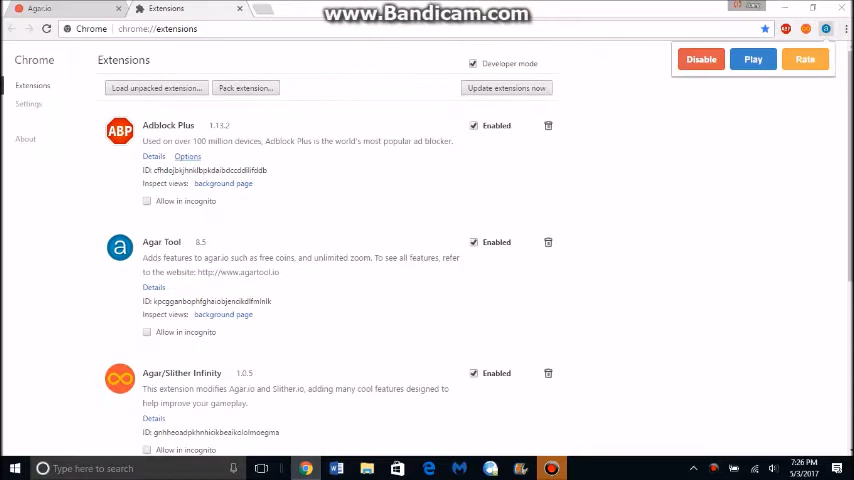 www.Bandicam.com
Agar.io
Extensions
Chrome
chrome://extensions
Disable
Play
Rate
Chrome
Extensions
Settings
About
Extensions
Developer mode
Load unpacked extension...
Pack extension...
Update extensions now
ABP
Adblock Plus 1.13.2
Enabled
Used on over 100 million devices, Adblock Plus is the world's most popular ad blocker.
Details Options
Inspect views: background page
Allow in incognito
a
Agar Tool 8.5
Enabled
Adds features to agar.io such as free coins, and unlimited zoom. To see all features, refer
to the website: http://www.agartool.io
Details
Inspect views: background page
Allow in incognito
Agar/Slither Infinity 1.0.5
Enabled
This extension modifies Agar.io and Slither.io, adding many cool features designed to
help improve your gameplay.
Details
Allow in incognito
Type here to search
7:26 PM
5/3/2017